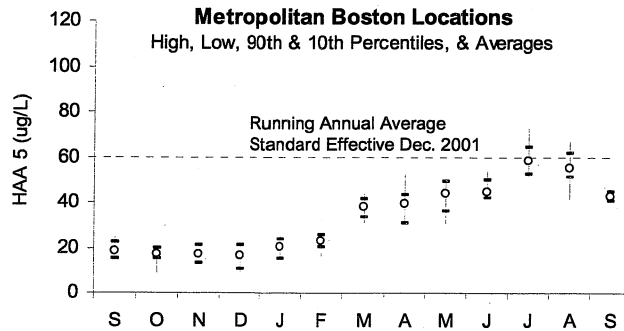 Metropolitan Boston Locations
High, Low, 90th & 10th Percentiles, & Averages
HAA 5 (ug/L)
120
100
80
60
40
20
0
Running Annual Average
Standard Effective Dec. 2001
S O N D J F M A M J J A S